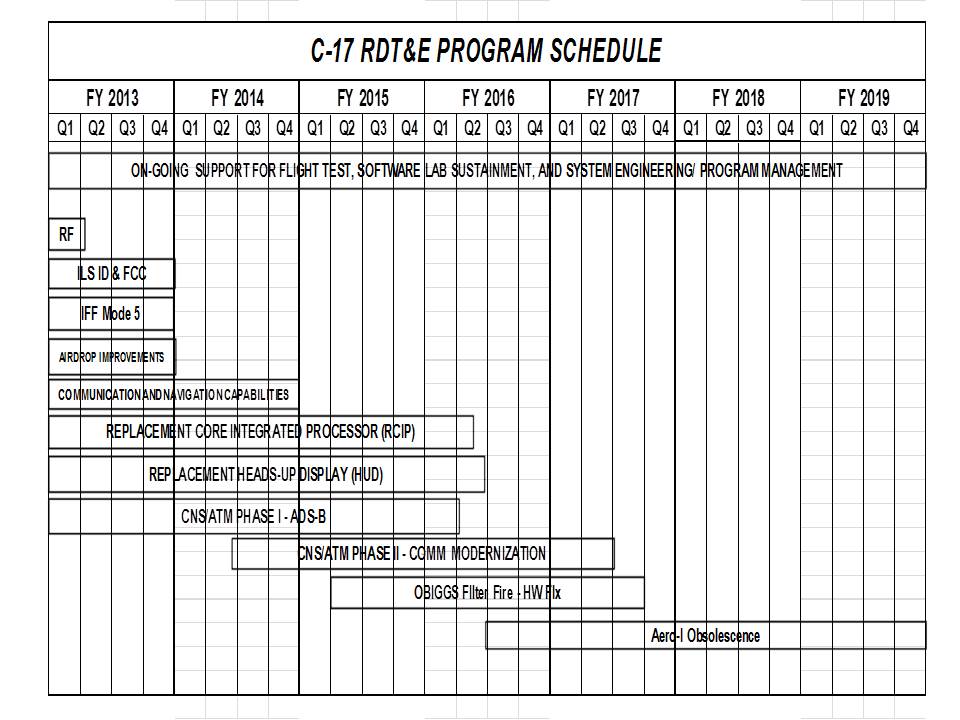 C-17 RDT&E PROGRAM SCHEDULE
FY 2013 FY 2014 FY 2015 FY 2016 FY 2017 FY 2018 FY 2019
Q1 Q2 Q3 Q4 Q1 Q2 Q3 Q4 Q1 Q2 Q3 Q4 Q1 Q2 Q3 Q4 Q1 Q2 Q3 Q4 Q1 Q2 Q3 Q4 Q1 Q2 Q3 Q4
ON-GOING SUPPORT FOR FLIGHT TEST, SOFTWARE LAB SUSTAINMENT, AND SYSTEM ENGINEERING/ PROGRAM MANAGEMENT
RF
ILS ID & FCC
IFF Mode 5
AIRDROP IMPROVEMENTS
COMMUNICATION AND NAVIGATION CAPABILITIES
REPLACEMENT CORE INTEGRATED PROCESSOR (RCIP)
REPLACEMENT HEADS-UP DISPLAY (HUD)
CNS/ATM PHASE I - ADS-B
CNS/ATM PHASE II - COMM MODERNIZATION
OBIGGS FIlter Fire - HW FIx
Aero-I Obsolescence